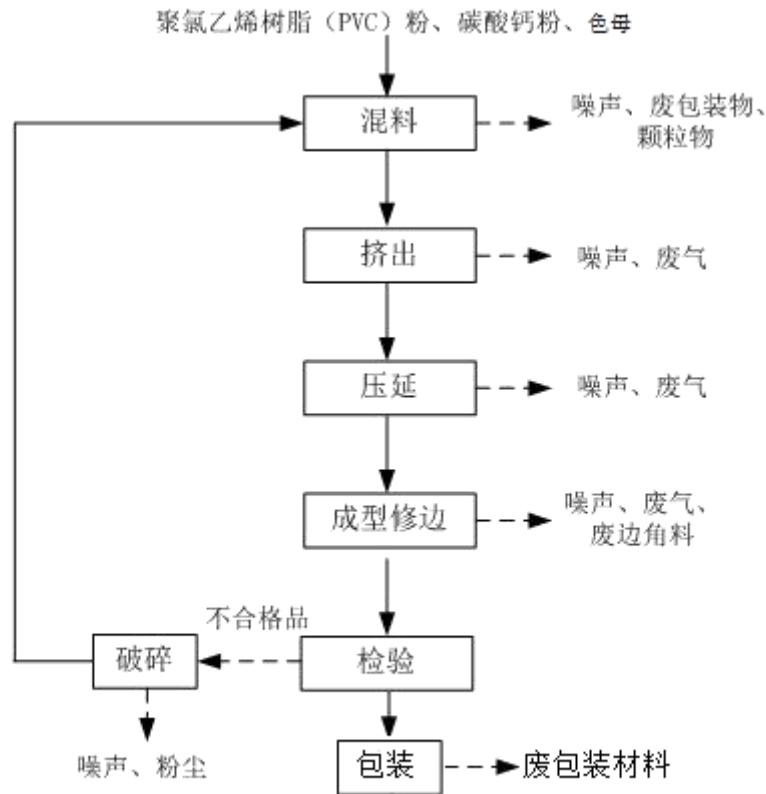 聚氯乙烯树脂（PVC）粉、碳酸钙粉、色母
混料
噪声、废包装物、
颗粒物
挤出
噪声、废气
压延
噪声、废气
成型修边
噪声、废气、
废边角料
不合格品
破碎
检验
噪声、粉尘
包装
废包装材料